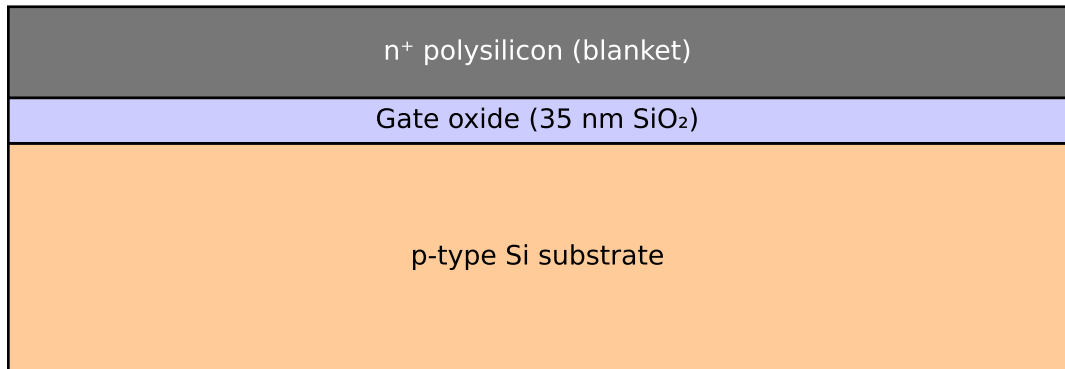 n⁺ polysilicon (blanket)
Gate oxide (35 nm SiO₂)
p-type Si substrate